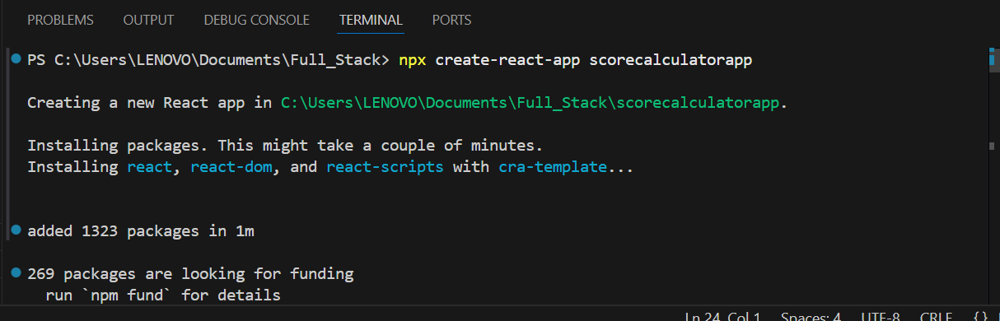 PROBLEMS OUTPUT DEBUG CONSOLE TERMINAL PORTS
PS C:\Users\LENOVO\Documents\Full_Stack> npx create-react-app scorecalculatorapp
Creating a new React app in C:\Users\LENOVO\Documents\Full_Stack\scorecalculatorapp.
Installing packages. This might take a couple of minutes.
Installing react, react-dom, and react-scripts with cra-template...
added 1323 packages in 1m
269 packages are looking for funding
run `npm fund` for details
Ln 24, Col 1 Spaces: 4 UTF-8 CRLF {}